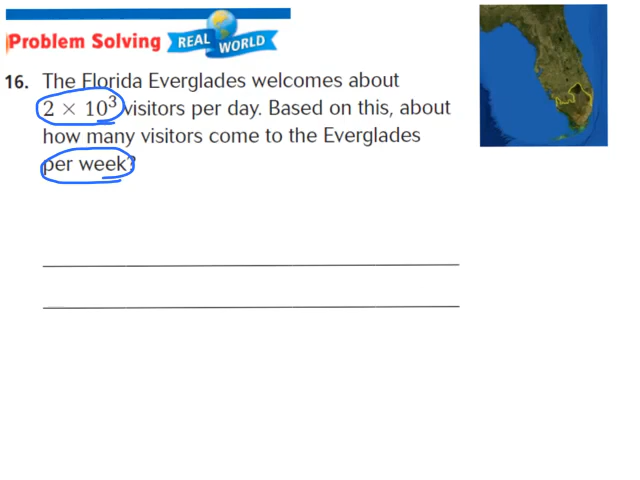 Problem Solving REAL WORLD
16. The Florida Everglades welcomes about
2 × 10³ visitors per day. Based on this, about
how many visitors come to the Everglades
per week?